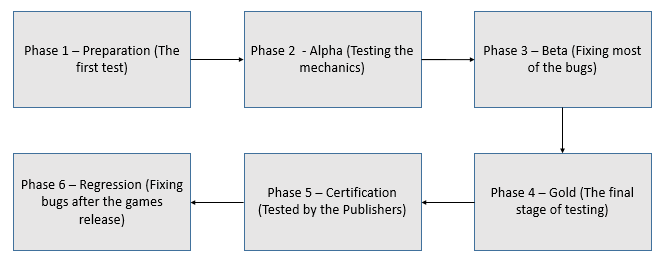 Phase 1 – Preparation (The
first test)
Phase 2  - Alpha (Testing the
mechanics)
Phase 3 – Beta (Fixing most
of the bugs)
Phase 4 – Gold (The final
stage of testing)
Phase 5 – Certification
(Tested by the Publishers)
Phase 6 – Regression (Fixing
bugs after the games
release)